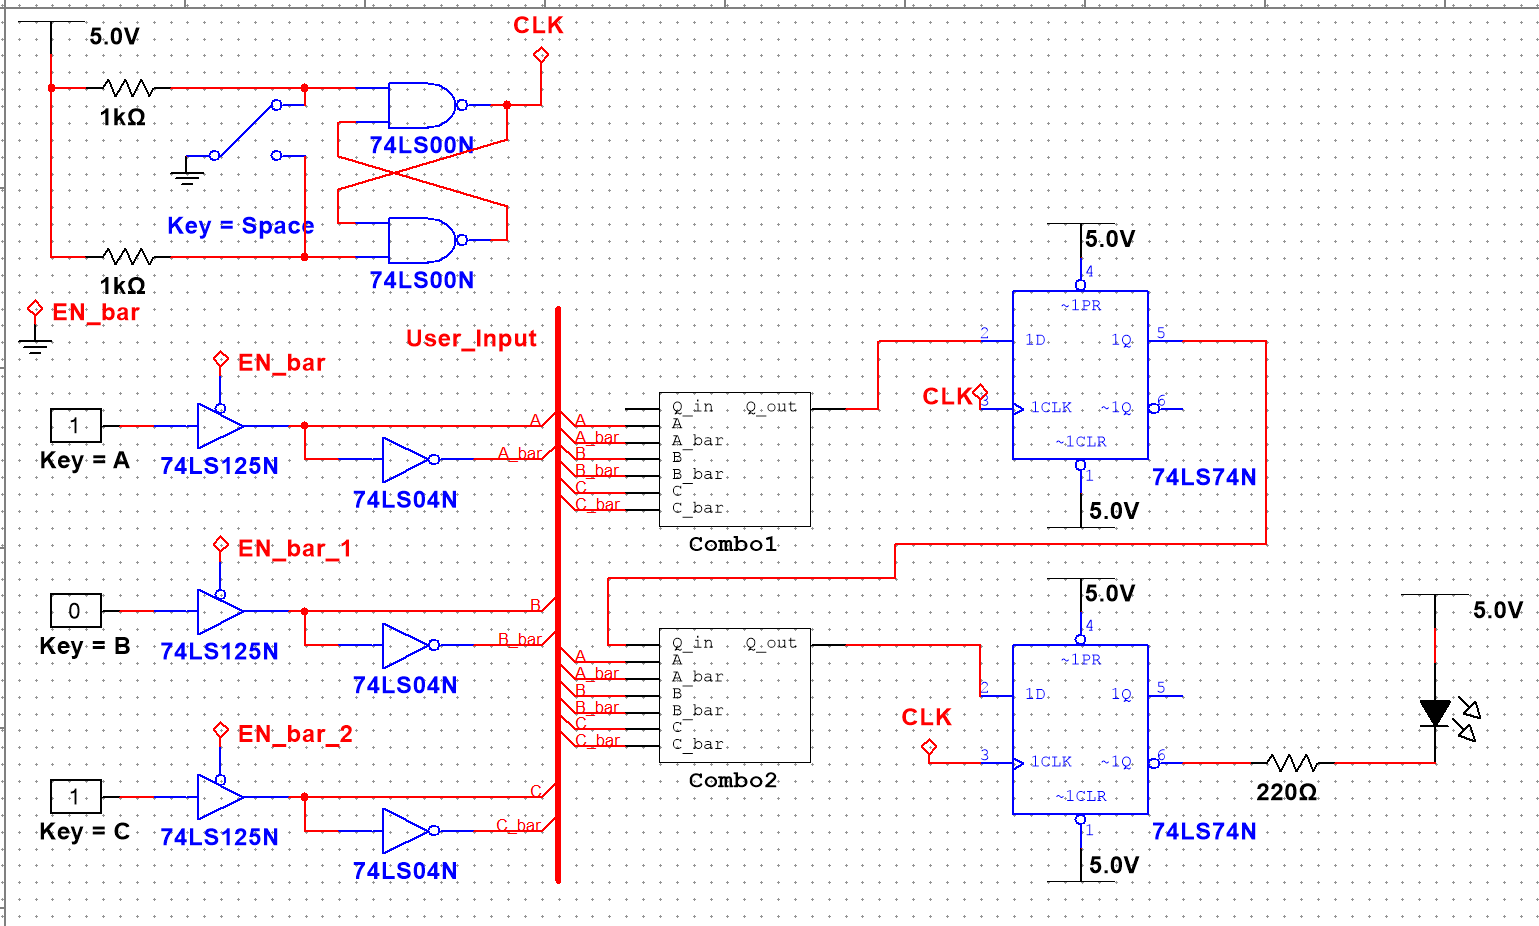 5.0V
CLK
1kΩ
74LS00N
Key = Space
74LS00N
1kΩ
EN_bar
User_Input
EN_bar
1
Key = A
74LS125N
A
A_bar
74LS04N
EN_bar_1
0
Key = B
74LS125N
B
B_bar
74LS04N
EN_bar_2
1
Key = C
74LS125N
C
C_bar
74LS04N
A
A_bar
B
B_bar
C
C_bar
Q_in Q_out
A
A_bar
B
B_bar
C
C_bar
Combo1
5.0V
4
~1PR
2 1D 1Q 5
CLK
3 1CLK ~1Q 6
~1CLR
1
74LS74N
5.0V
A
A_bar
B
B_bar
C
C_bar
Q_in Q_out
A
A_bar
B
B_bar
C
C_bar
Combo2
5.0V
4
~1PR
2 1D 1Q 5
CLK
3 1CLK ~1Q 6
~1CLR
1
74LS74N
5.0V
220Ω
5.0V